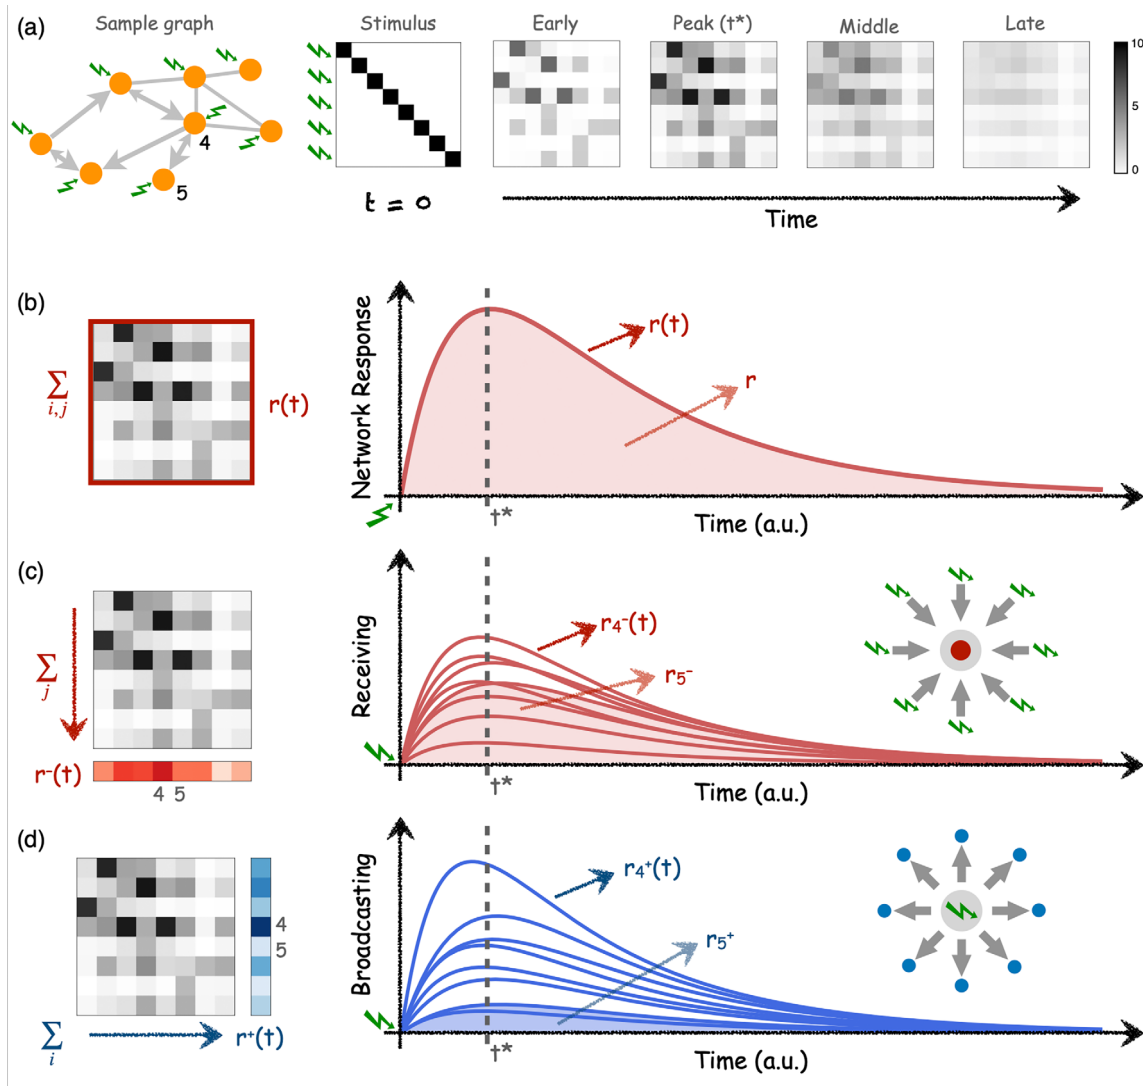 (a)
Sample graph
Stimulus
Early
Peak (t*)
Middle
Late
10
0
4
5
t = 0
Time
(b)
∑
i,j
r(t)
Network Response
r(t)
r
t*
Time (a.u.)
(c)
∑
j
r⁻(t)
4 5
Receiving
r₄⁻(t)
r₅⁻
t*
Time (a.u.)
(d)
4
5
∑
i
r⁺(t)
Broadcasting
r₄⁺(t)
r₅⁺
t*
Time (a.u.)